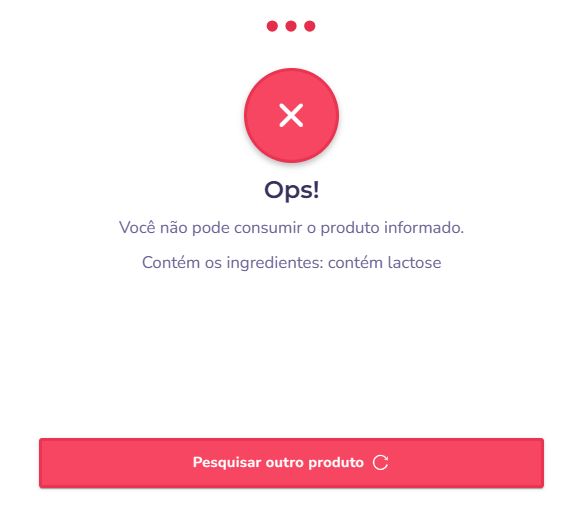 Ops!
Você não pode consumir o produto informado.
Contém os ingredientes: contém lactose
Pesquisar outro produto